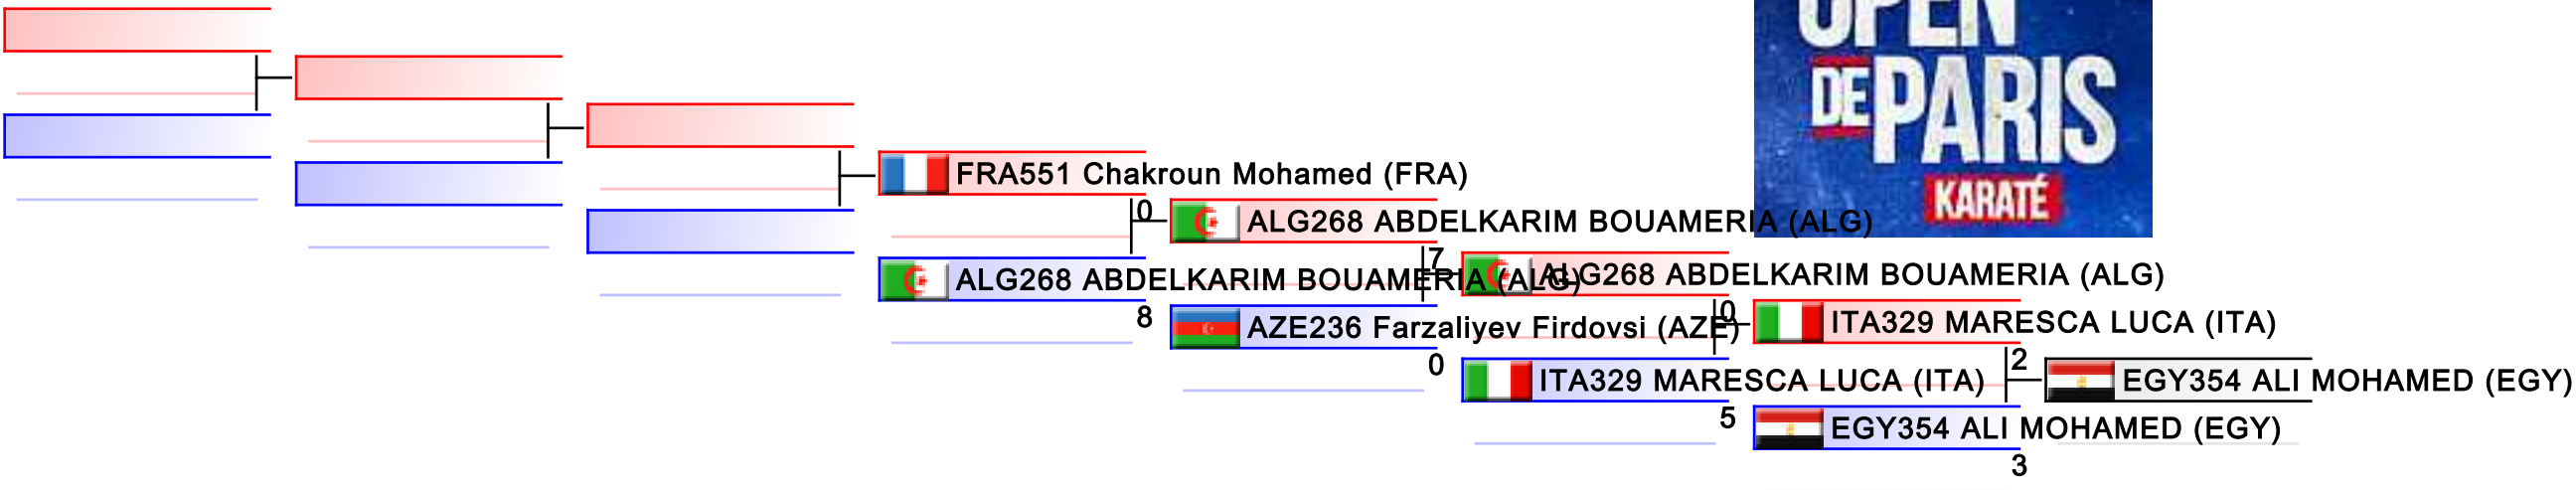 OPEN
DE PARIS
KARATÉ
FRA551 Chakroun Mohamed (FRA)
0
ALG268 ABDELKARIM BOUAMERIA (ALG)
7
ALG268 ABDELKARIM BOUAMERIA (ALG)
ALG268 ABDELKARIM BOUAMERIA (ALG)
8
0
AZE236 Farzaliyev Firdovsi (AZE)
ITA329 MARESCA LUCA (ITA)
0
2
ITA329 MARESCA LUCA (ITA)
EGY354 ALI MOHAMED (EGY)
5
EGY354 ALI MOHAMED (EGY)
3